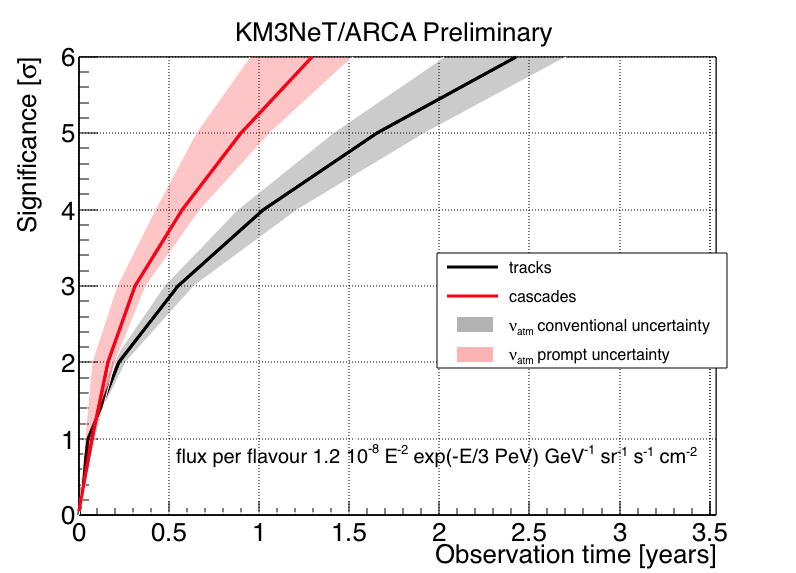 KM3NeT/ARCA Preliminary
Significance [σ]
6
5
4
3
2
1
0
tracks
cascades
ν_atm conventional uncertainty
ν_atm prompt uncertainty
flux per flavour 1.2 10^-8 E^-2 exp(-E/3 PeV) GeV^-1 sr^-1 s^-1 cm^-2
0 0.5 1 1.5 2 2.5 3 3.5
Observation time [years]